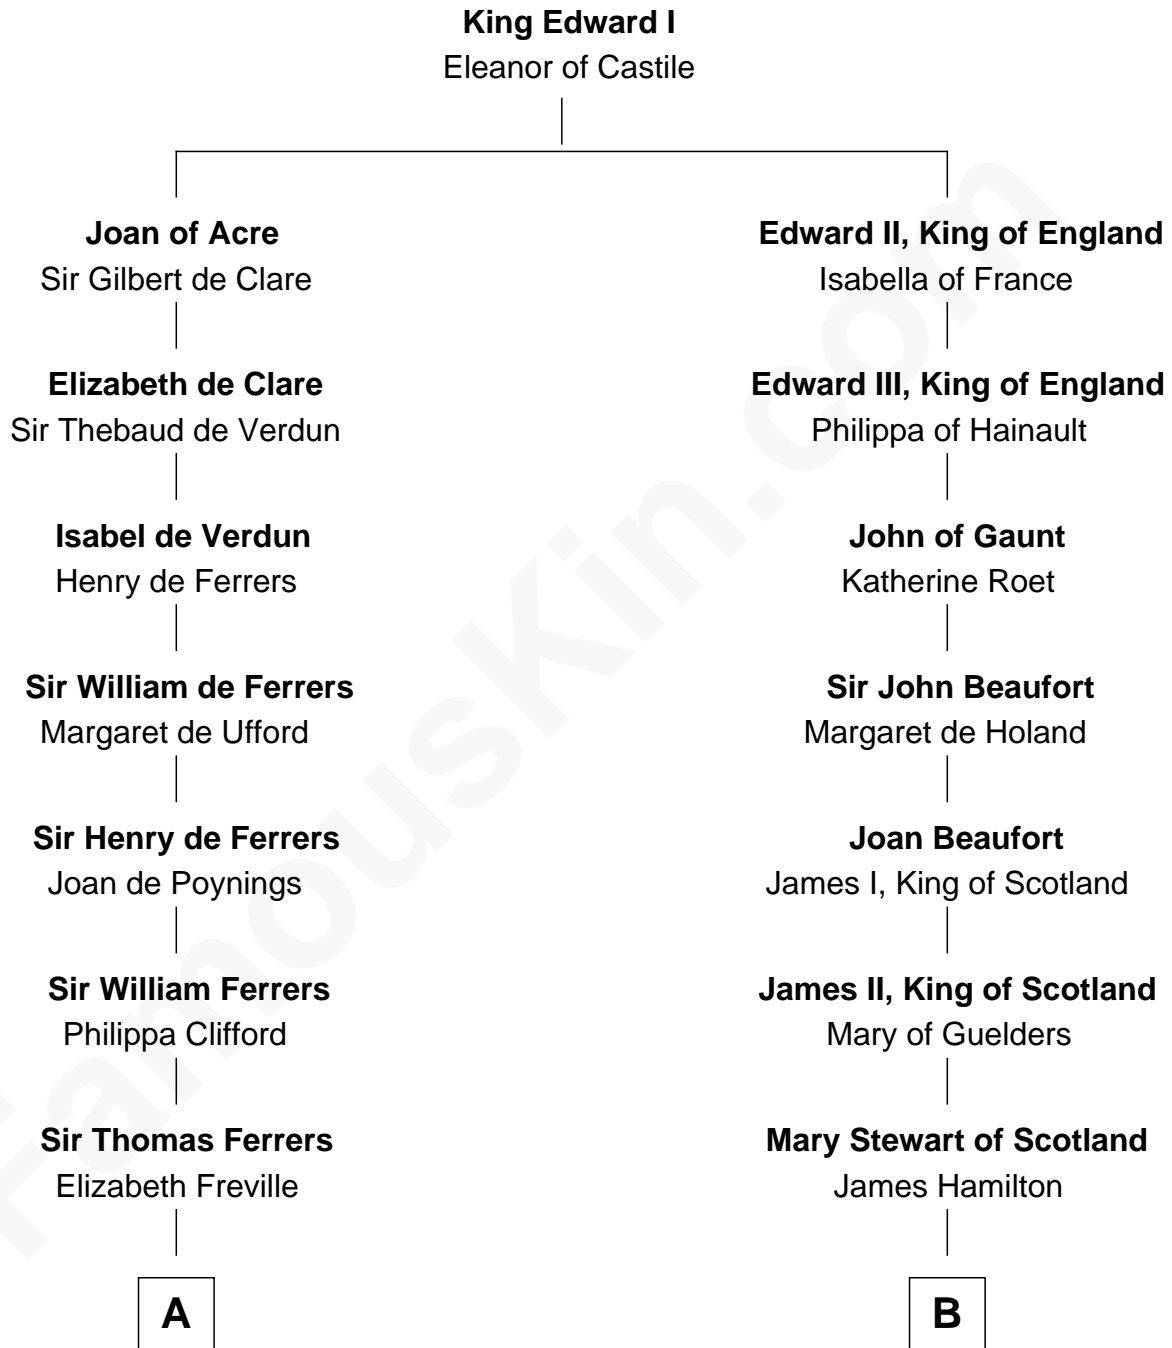 King Edward I
Eleanor of Castile
Joan of Acre
Sir Gilbert de Clare
Edward II, King of England
Isabella of France
Elizabeth de Clare
Sir Thebaud de Verdun
Edward III, King of England
Philippa of Hainault
Isabel de Verdun
Henry de Ferrers
John of Gaunt
Katherine Roet
Sir William de Ferrers
Margaret de Ufford
Sir John Beaufort
Margaret de Holand
Sir Henry de Ferrers
Joan de Poynings
Joan Beaufort
James I, King of Scotland
Sir William Ferrers
Philippa Clifford
James II, King of Scotland
Mary of Guelders
Sir Thomas Ferrers
Elizabeth Freville
Mary Stewart of Scotland
James Hamilton
A
B
FamousKin.com